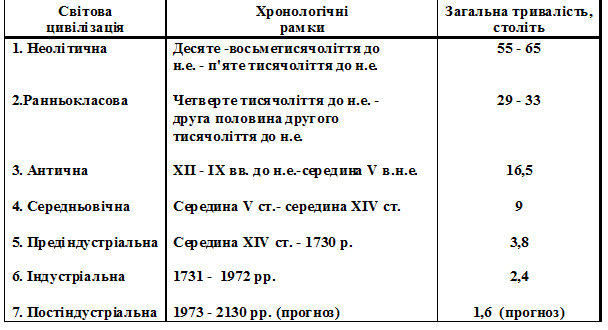 Світова цивілізація
Хронологічні рамки
Загальна тривалість, століть
1. Неолітична
Десяте -восьметисячоліття до
н.е. - п'яте тисячоліття до н.е.
55 - 65
2.Ранньокласова
Четверте тисячоліття до н.е. -
друга половина другого
тисячоліття до н.е.
29 - 33
3. Антична
XII - IX вв. до н.е.-середина V в.н.е.
16,5
4. Середньовічна
Середина V ст.- середина XIV ст.
9
5. Предіндустріальна
Середина XIV ст. - 1730 р.
3,8
6. Індустріальна
1731 - 1972 рр.
2,4
7. Постіндустріальна
1973 - 2130 рр. (прогноз)
1,6 (прогноз)